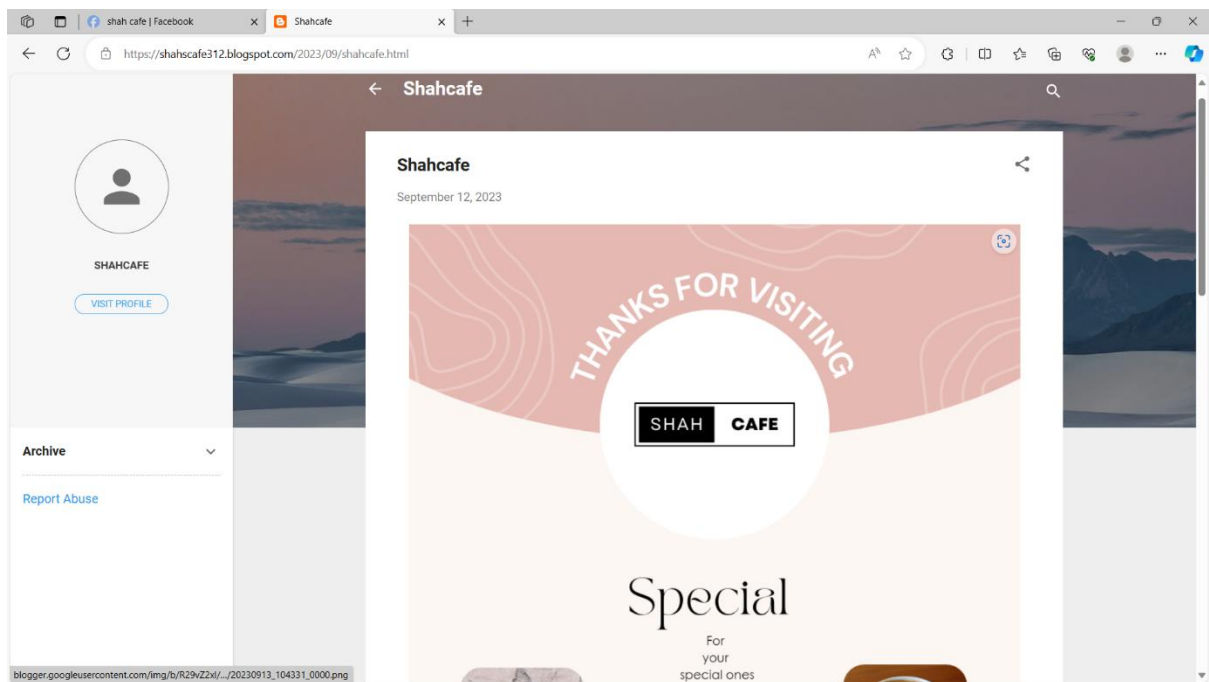 shah cafe | Facebook
Shahcafe
https://shahscafe312.blogspot.com/2023/09/shahcafe.html
Shahcafe
SHAHCAFE
VISIT PROFILE
Archive
Report Abuse
Shahcafe
September 12, 2023
THANKS FOR VISITING
SHAH CAFE
Special
For
your
special ones
blogger.googleusercontent.com/img/b/R29vZ2xl/.../20230913_104331_0000.png